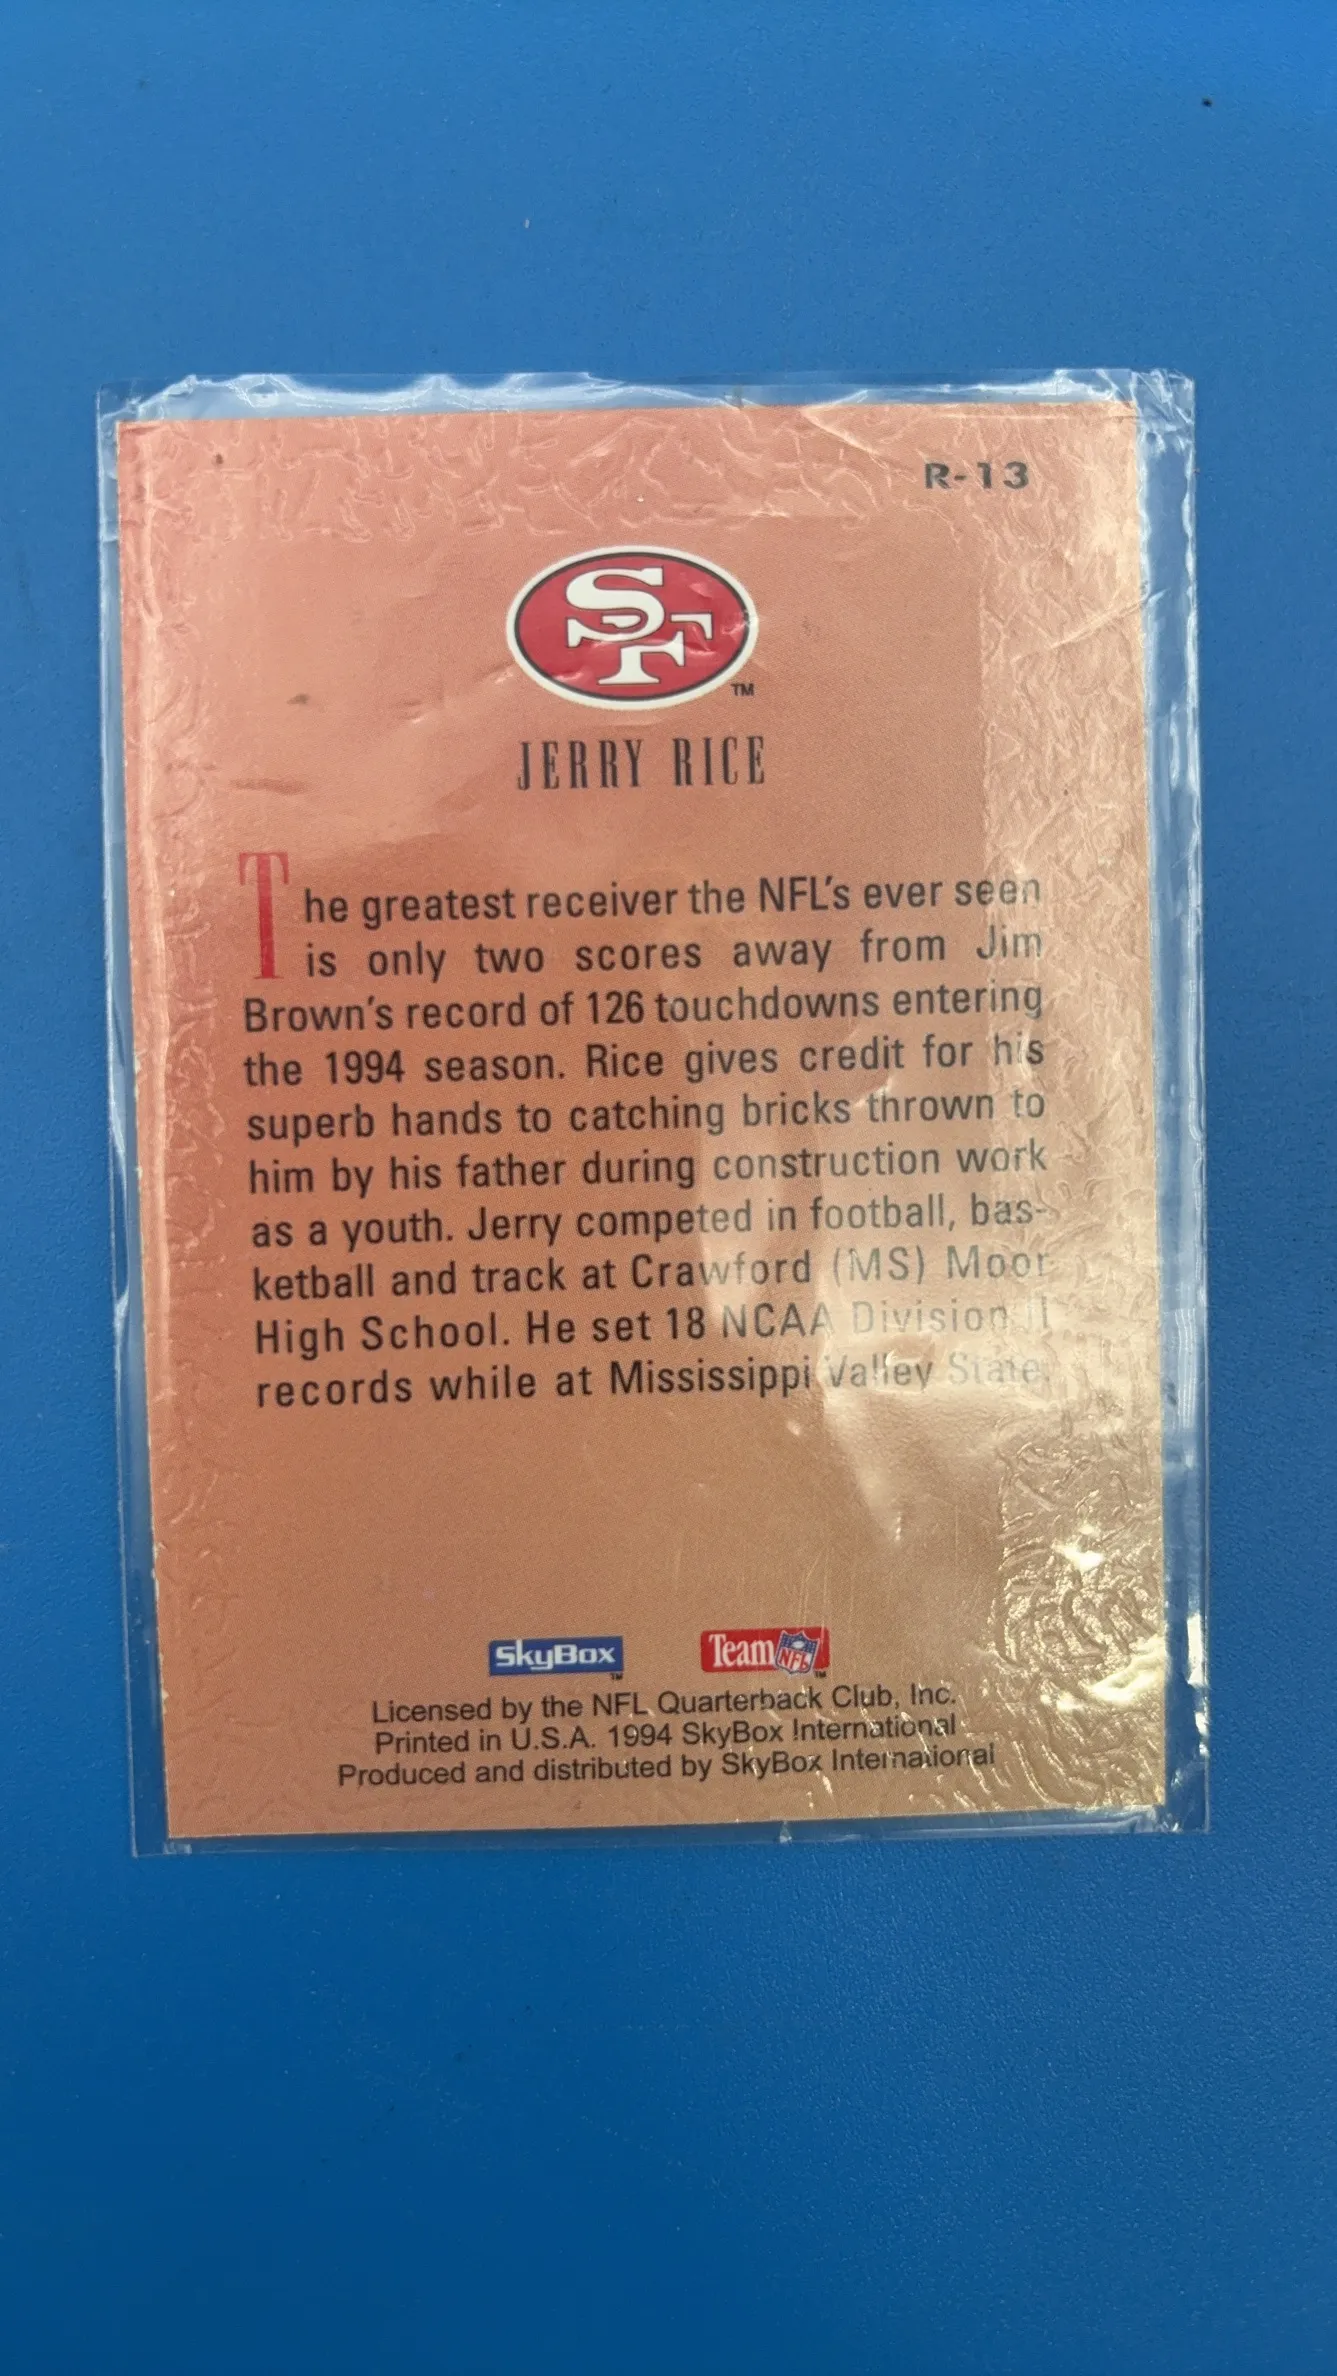 R-13
SF
TM
JERRY RICE
The greatest receiver the NFL's ever seen
is only two scores away from Jim
Brown's record of 126 touchdowns entering
the 1994 season. Rice gives credit for his
superb hands to catching bricks thrown to
him by his father during construction work
as a youth. Jerry competed in football, bas-
ketball and track at Crawford (MS) Moor
High School. He set 18 NCAA Division II
records while at Mississippi Valley State.
SkyBox TM Team NFL TM
Licensed by the NFL Quarterback Club, Inc.
Printed in U.S.A. 1994 SkyBox International
Produced and distributed by SkyBox International